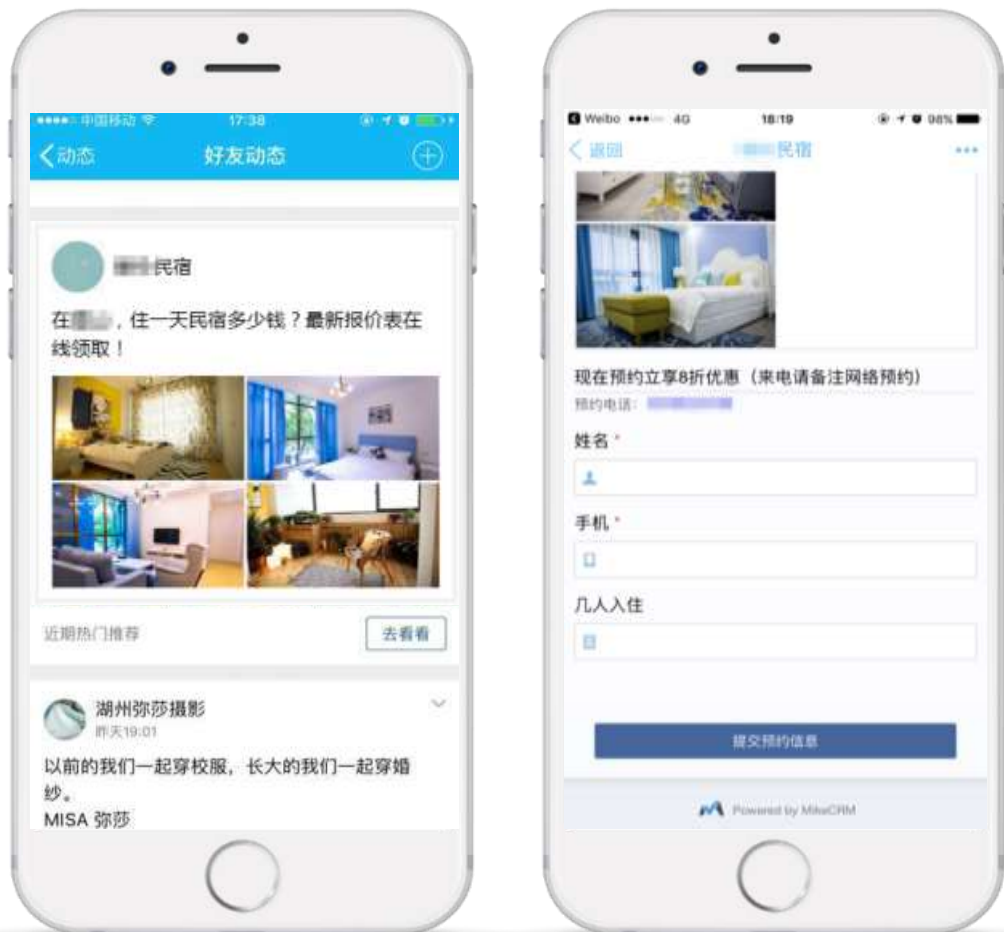 中国移动
17:38
动态
好友动态
民宿
在
，住一天民宿多少钱？最新报价表在
线领取！
近期热门推荐
去看看
湖州弥莎摄影
昨天19:01
以前的我们一起穿校服，长大的我们一起穿婚
纱。
MISA 弥莎
Weibo
4G
18:19
98%
返回
民宿
现在预约立享8折优惠（来电请备注网络预约）
预约电话：
姓名 *
手机 *
几人入住
提交预约信息
Powered by MikeCRM